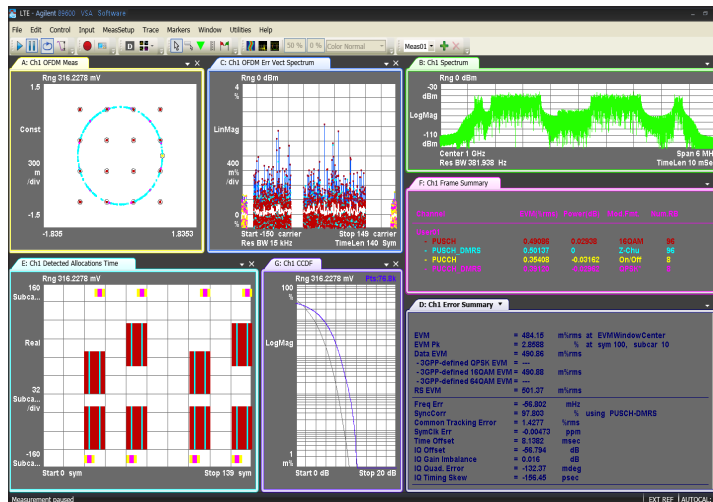 LTE - Agilent 89600 VSA Software
File Edit Control Input MeasSetup Trace Markers Window Utilities Help
50 % 0 % Color Normal Meas01
A: Ch1 OFDM Meas
Rng 316.2278 mV
1.5
Const
300
m
/div
-1.5
-1.835 1.8353
C: Ch1 OFDM Err Vect Spectrum
Rng 0 dBm
4
%
LinMag
400
m%
/div
0
%
Start -150 carrier Stop 149 carrier
Res BW 15 kHz TimeLen 140 Sym
B: Ch1 Spectrum
Rng 0 dBm
-30
dBm
LogMag
-110
dBm
Center 1 GHz Span 6 MH
Res BW 381.938 Hz TimeLen 10 mSe
F: Ch1 Frame Summary
- PUSCH 0.49086 0.02938 16QAM 96
- PUSCH_DMRS 0.50137 0 Z-Chu 96
- PUCCH 0.35408 -0.03162 On/Off 8
E: Ch1 Detected Allocations Time
160
Subca...
Real
32
Subca...
/div
-160
Subca...
Start 0 sym Stop 139 sym
G: Ch1 CCDF
Rng 316.2278 mV Pts:76.8k
100
%
LogMag
1
m%
Start 0 dB Stop 20 dB
D: Ch1 Error Summary
EVM = 484.15 m%rms at EVMWindowCenter
EVM Pk = 2.8588 % at sym 100, subcar 10
Data EVM = 490.86 m%rms
- 3GPP-defined QPSK EVM = ---
- 3GPP-defined 16QAM EVM = 490.88 m%rms
- 3GPP-defined 64QAM EVM = ---
RS EVM = 501.37 m%rms
Freq Err = -56.802 mHz
SyncCorr = 97.803 % using PUSCH-DMRS
Common Tracking Error = 1.4277 %rms
SymClk Err = -0.00473 ppm
Time Offset = 8.1382 msec
IQ Offset = -56.794 dB
IQ Gain Imbalance = 0.016 dB
IQ Quad. Error = -132.37 mdeg
IQ Timing Skew = -156.45 psec
Measurement paused EXT REF AUTOCAL: